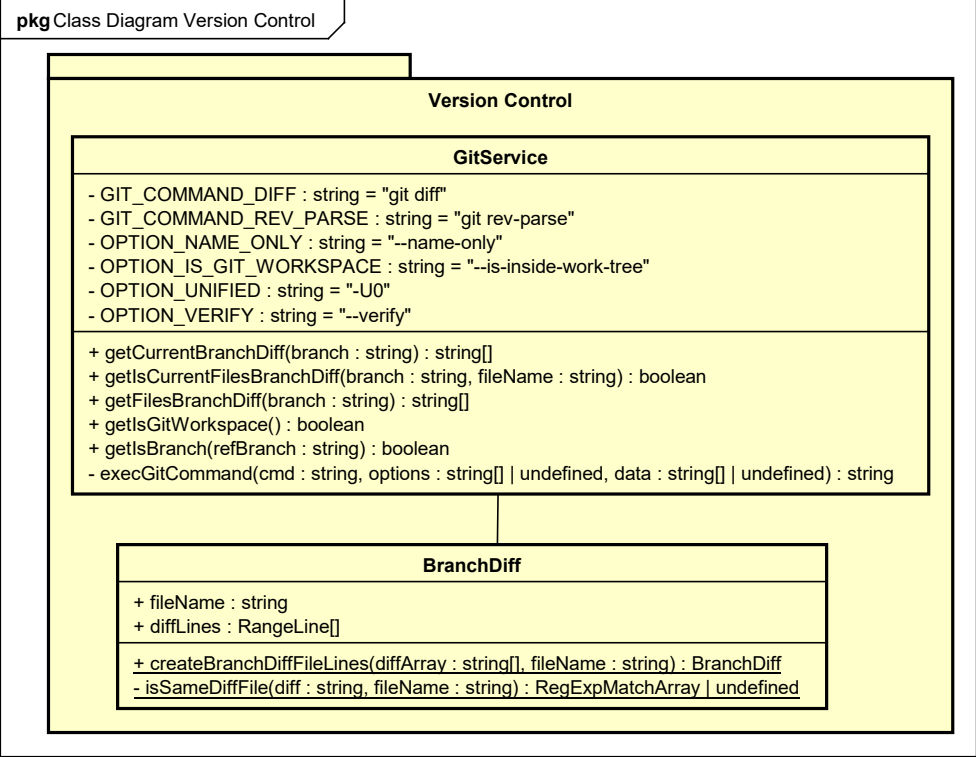 pkg Class Diagram Version Control
Version Control
GitService
- GIT_COMMAND_DIFF : string = "git diff"
- GIT_COMMAND_REV_PARSE : string = "git rev-parse"
- OPTION_NAME_ONLY : string = "--name-only"
- OPTION_IS_GIT_WORKSPACE : string = "--is-inside-work-tree"
- OPTION_UNIFIED : string = "-U0"
- OPTION_VERIFY : string = "--verify"
+ getCurrentBranchDiff(branch : string) : string[]
+ getIsCurrentFilesBranchDiff(branch : string, fileName : string) : boolean
+ getFilesBranchDiff(branch : string) : string[]
+ getIsGitWorkspace() : boolean
+ getIsBranch(refBranch : string) : boolean
- execGitCommand(cmd : string, options : string[] | undefined, data : string[] | undefined) : string
BranchDiff
+ fileName : string
+ diffLines : RangeLine[]
+ createBranchDiffFileLines(diffArray : string[], fileName : string) : BranchDiff
- isSameDiffFile(diff : string, fileName : string) : RegExpMatchArray | undefined